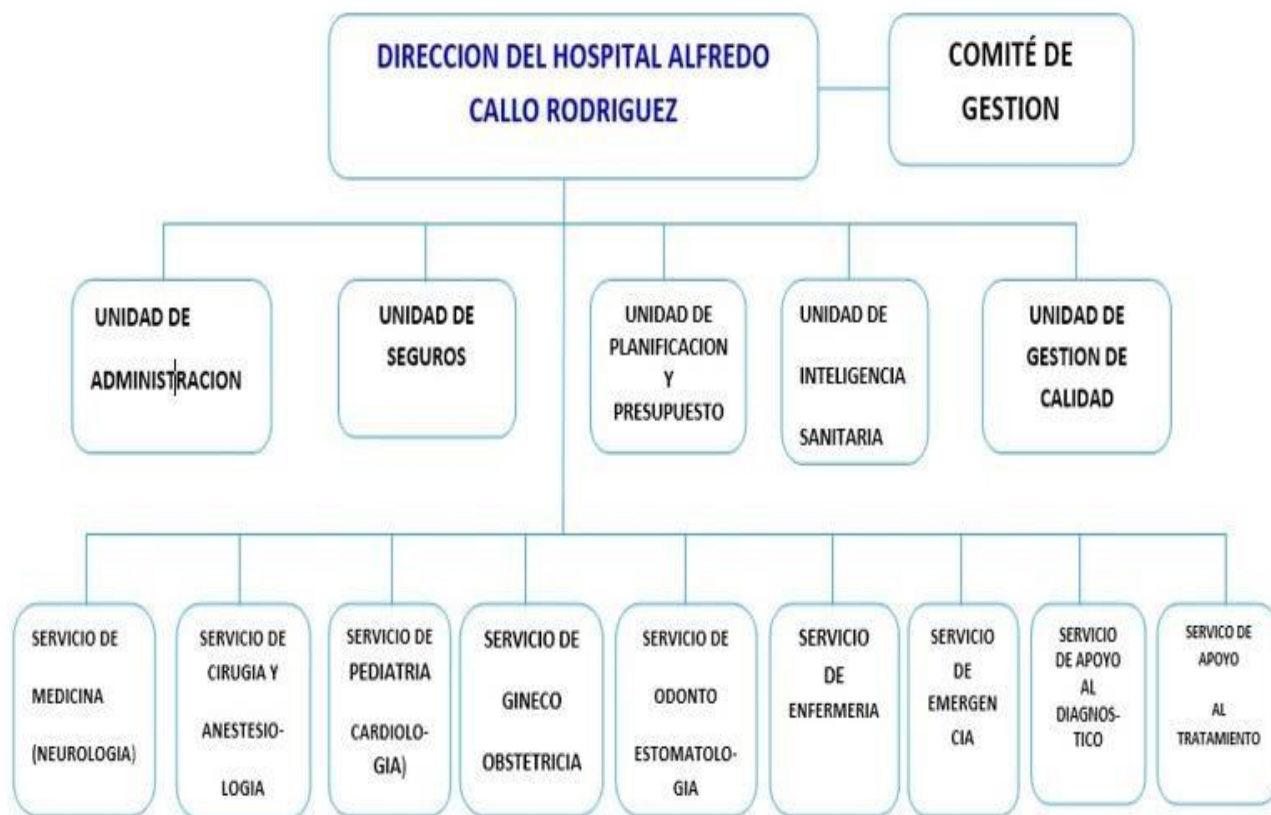 DIRECCION DEL HOSPITAL ALFREDO
CALLO RODRIGUEZ
COMITÉ DE
GESTION
UNIDAD DE
ADMINISTRACION
UNIDAD DE
SEGUROS
UNIDAD DE
PLANIFICACION
Y
PRESUPUESTO
UNIDAD DE
INTELIGENCIA
SANITARIA
UNIDAD DE
GESTION DE
CALIDAD
SERVICIO DE
MEDICINA
(NEUROLOGIA)
SERVICIO DE
CIRUGIA Y
ANESTESIO-
LOGIA
SERVICIO DE
PEDIATRIA
CARDIOLO-
GIA)
SERVICIO DE
GINECO
OBSTETRICIA
SERVICIO DE
ODONTO
ESTOMATOLO-
GIA
SERVICIO
DE
ENFERMERIA
SERVICIO
DE
EMERGEN
CIA
SERVICIO
DE APOYO
AL
DIAGNOS-
TICO
SERVICO DE
APOYO
AL
TRATAMIENTO